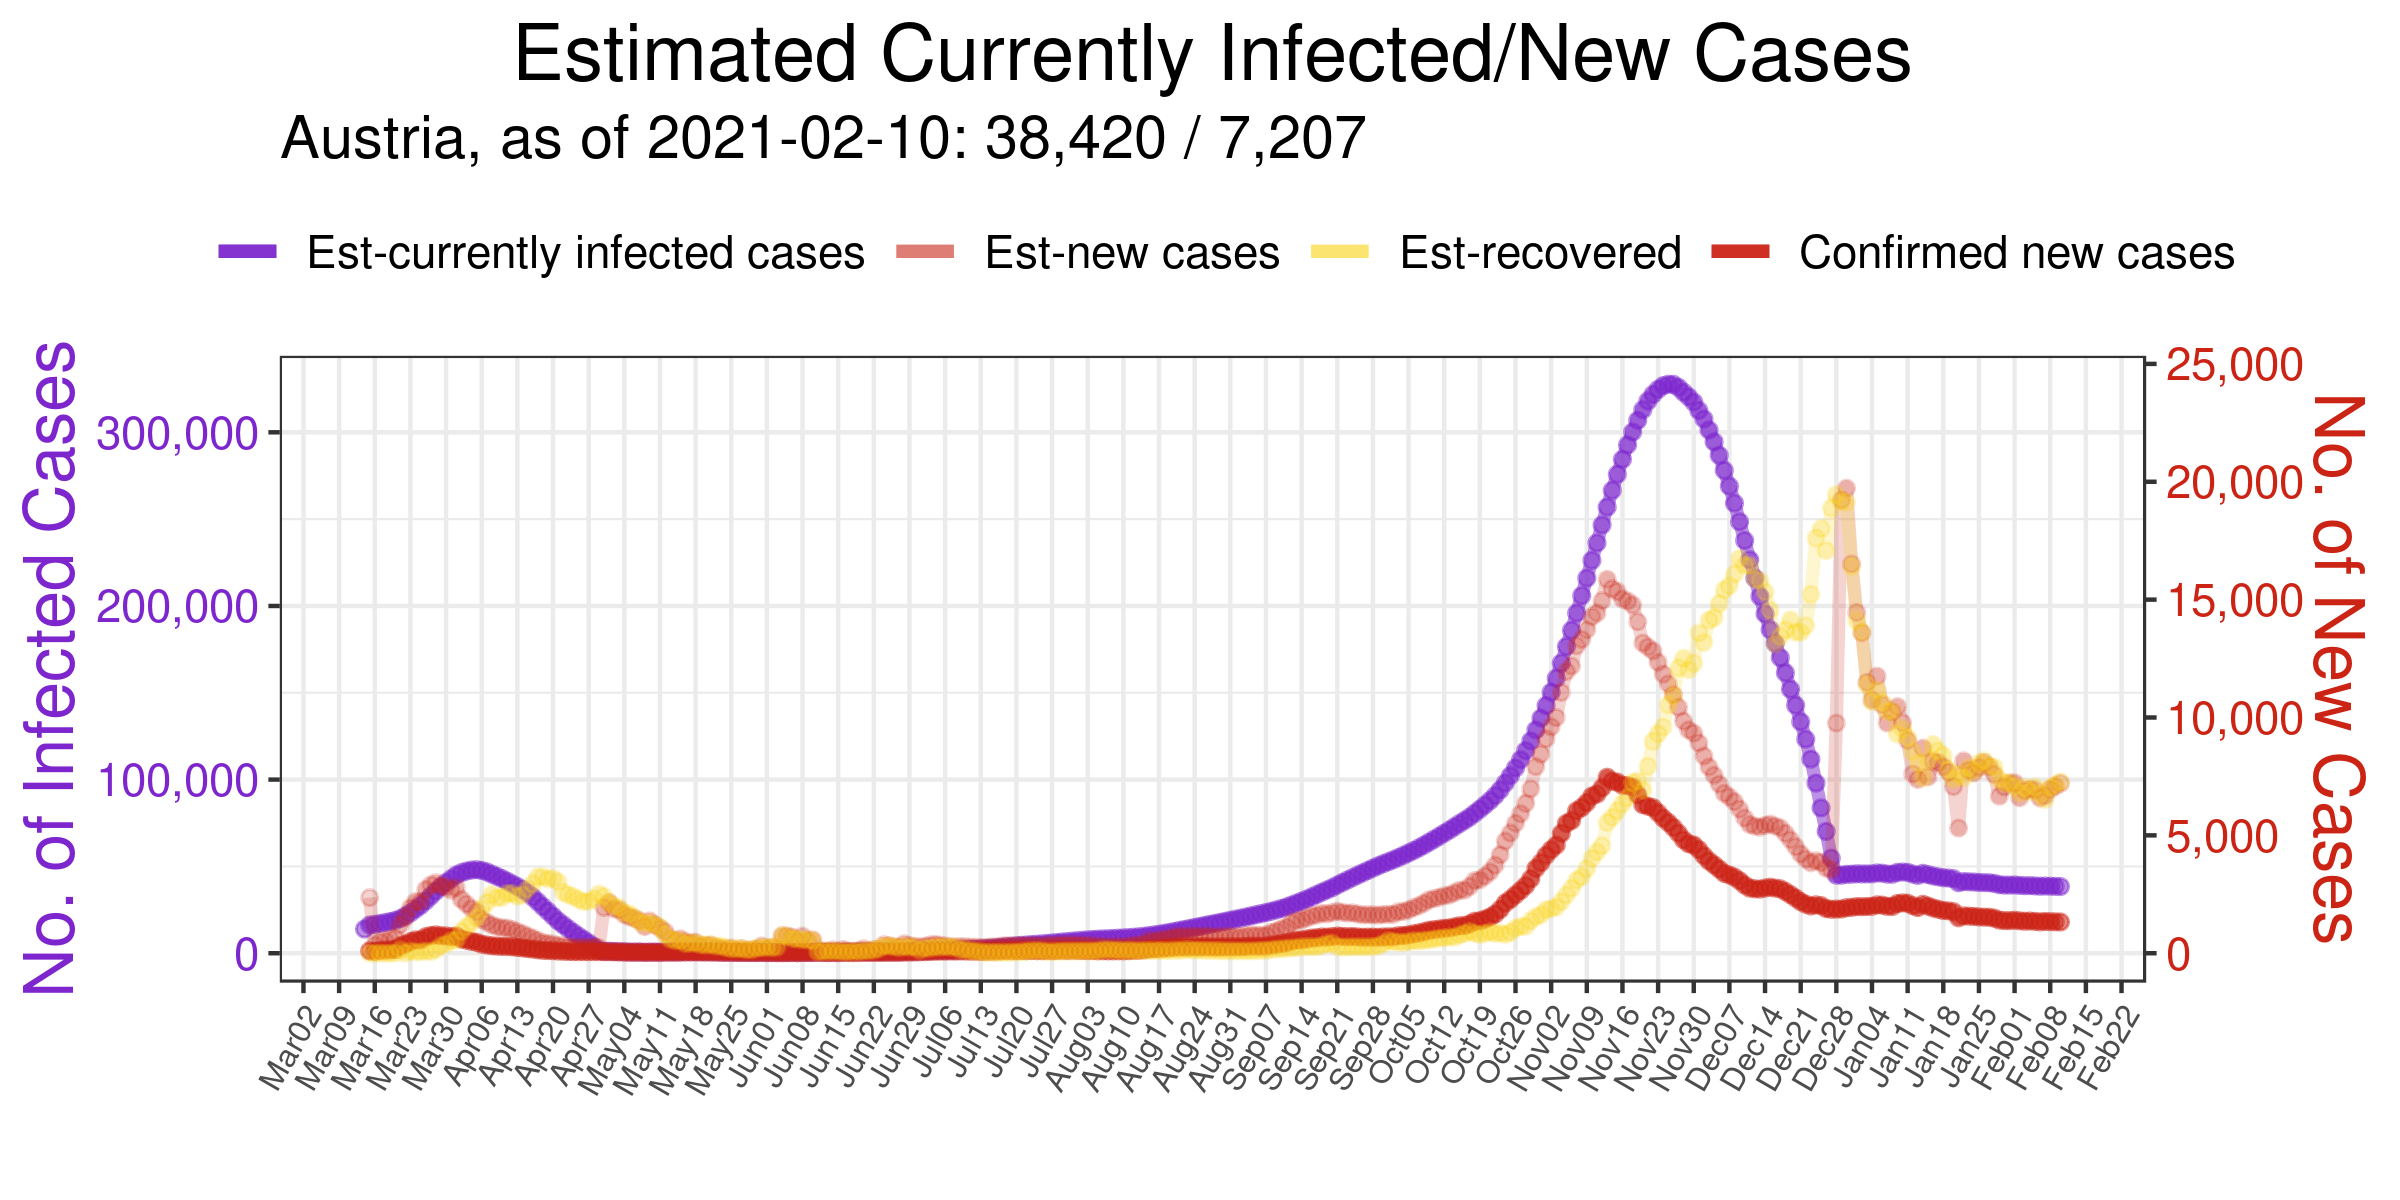 Estimated Currently Infected/New Cases
Austria, as of 2021-02-10: 38,420 / 7,207
Est-currently infected cases Est-new cases Est-recovered Confirmed new cases
No. of Infected Cases
300,000
200,000
100,000
0
25,000
20,000
15,000
10,000
5,000
0
No. of New Cases
Mar02 Mar09 Mar16 Mar23 Mar30 Apr06 Apr13 Apr20 Apr27 May04 May11 May18 May25 Jun01 Jun08 Jun15 Jun22 Jun29 Jul06 Jul13 Jul20 Jul27 Aug03 Aug10 Aug17 Aug24 Aug31 Sep07 Sep14 Sep21 Sep28 Oct05 Oct12 Oct19 Oct26 Nov02 Nov09 Nov16 Nov23 Nov30 Dec07 Dec14 Dec21 Dec28 Jan04 Jan11 Jan18 Jan25 Feb01 Feb08 Feb15 Feb22